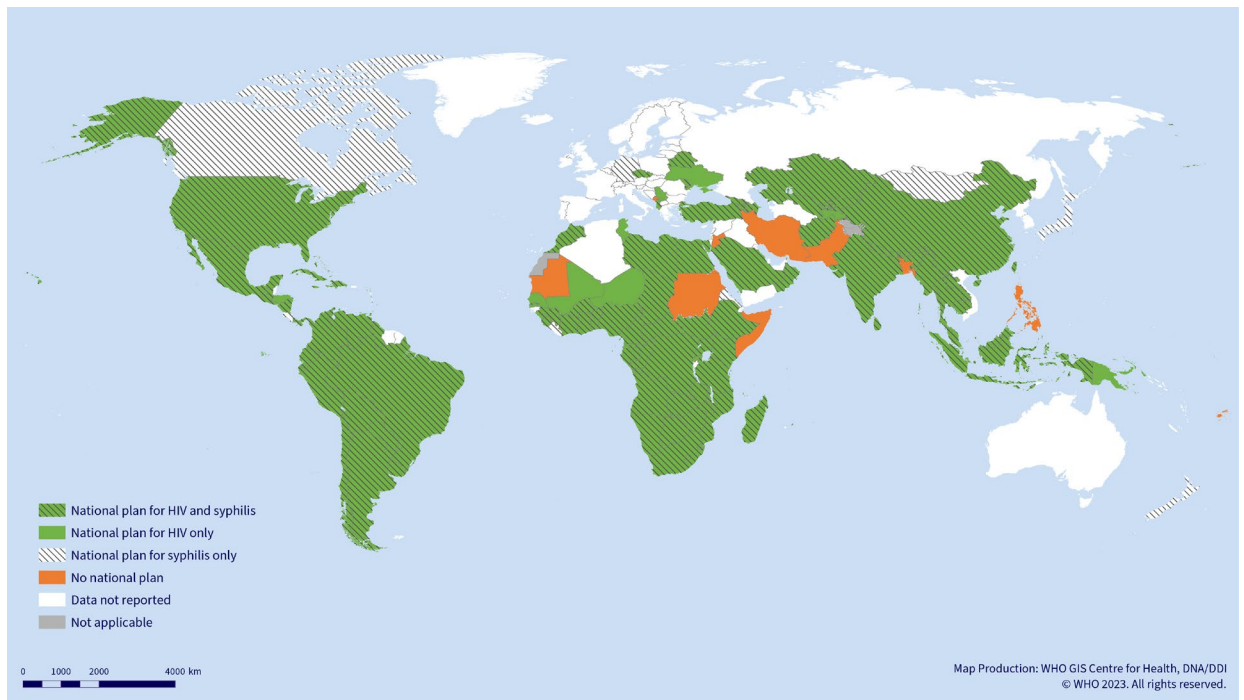 National plan for HIV and syphilis
National plan for HIV only
National plan for syphilis only
No national plan
Data not reported
Not applicable
0 1000 2000 4000 km
Map Production: WHO GIS Centre for Health, DNA/DDI
© WHO 2023. All rights reserved.